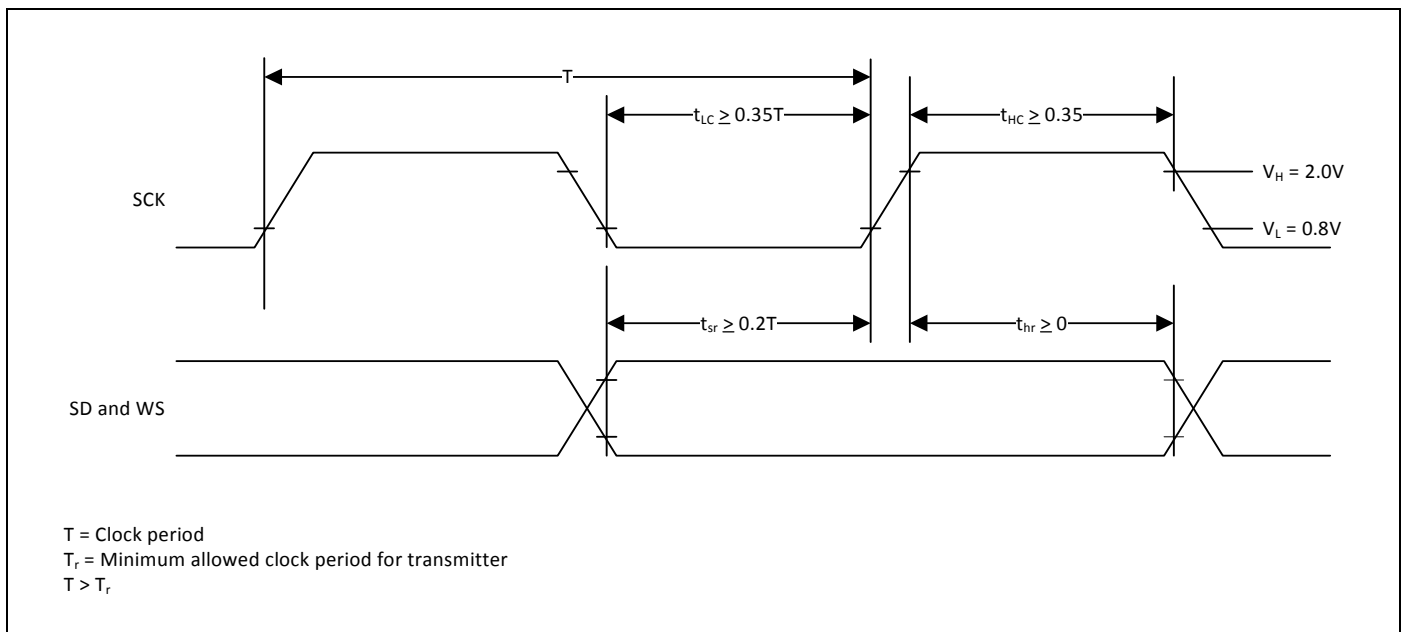 T
t_LC ≥ 0.35T
t_HC ≥ 0.35
SCK
V_H = 2.0V
V_L = 0.8V
t_sr ≥ 0.2T
t_hr ≥ 0
SD and WS
T = Clock period
T_r = Minimum allowed clock period for transmitter
T > T_r